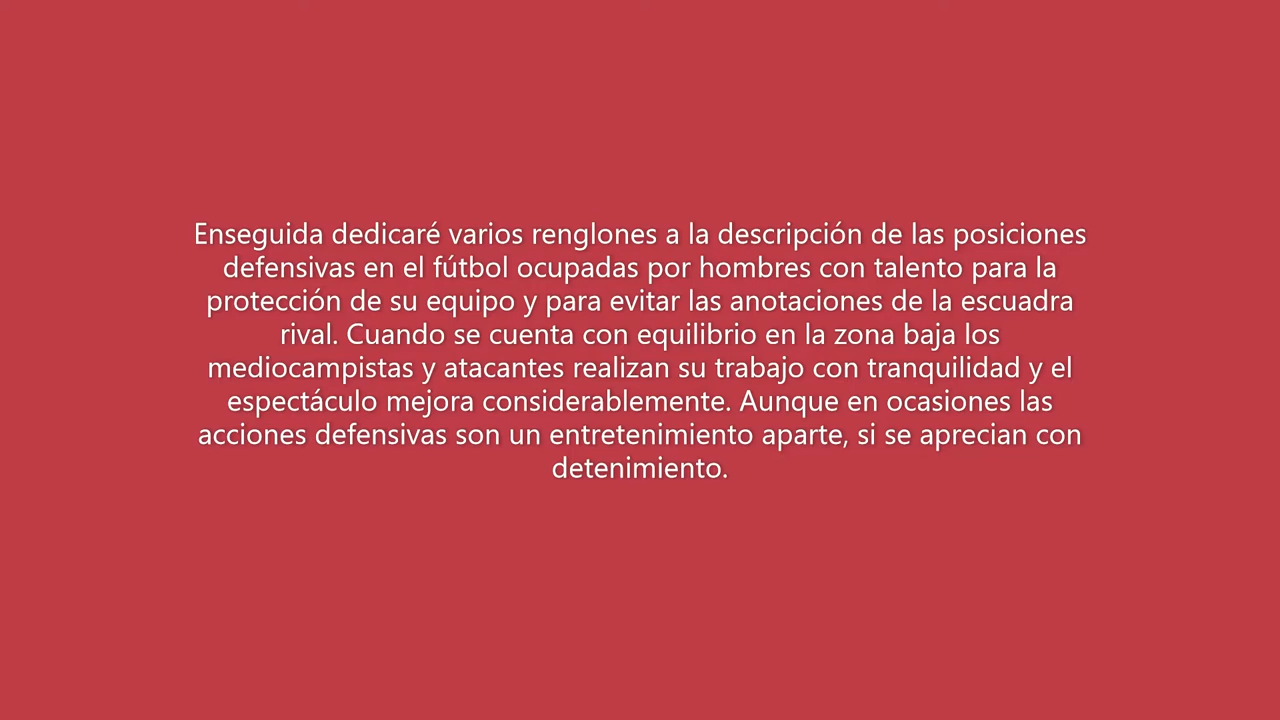 Enseguida dedicaré varios renglones a la descripción de las posiciones
defensivas en el fútbol ocupadas por hombres con talento para la
protección de su equipo y para evitar las anotaciones de la escuadra
rival. Cuando se cuenta con equilibrio en la zona baja los
mediocampistas y atacantes realizan su trabajo con tranquilidad y el
espectáculo mejora considerablemente. Aunque en ocasiones las
acciones defensivas son un entretenimiento aparte, si se aprecian con
detenimiento.